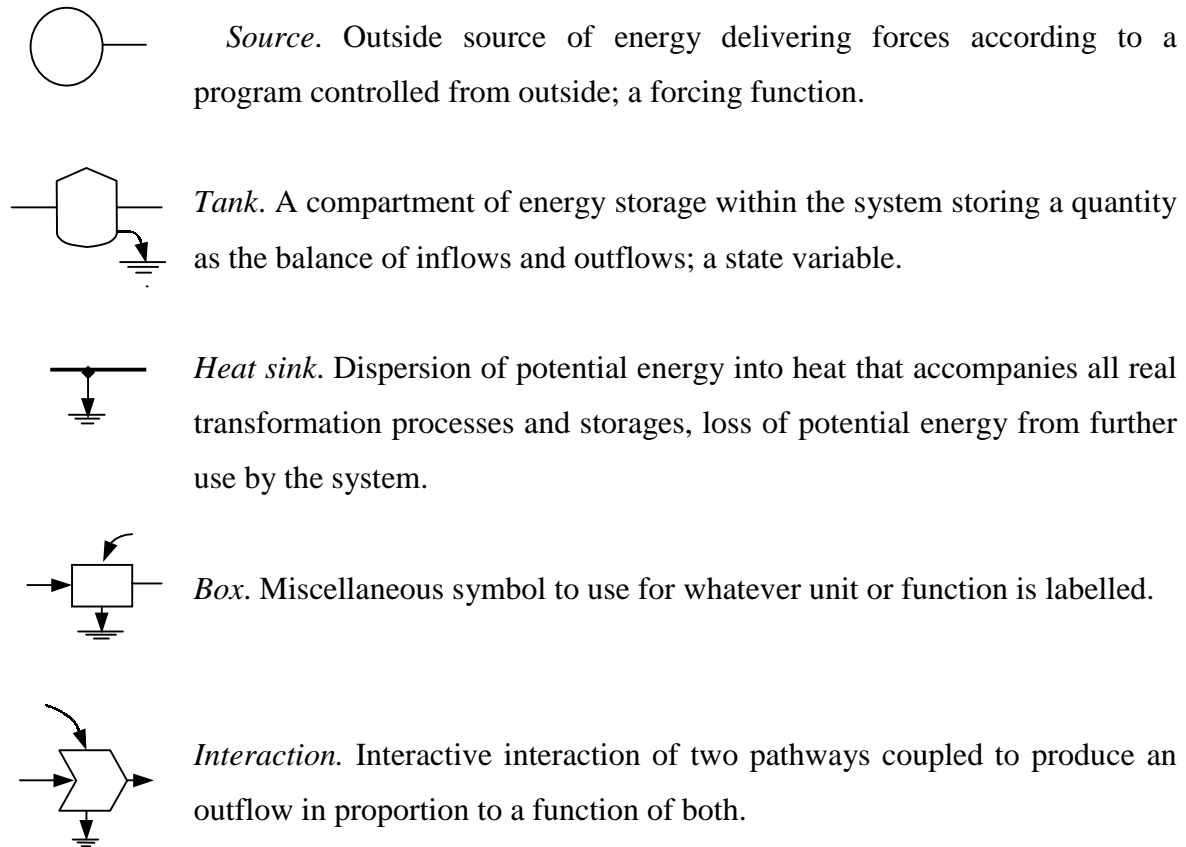 Source. Outside source of energy delivering forces according to a
program controlled from outside; a forcing function.
Tank. A compartment of energy storage within the system storing a quantity
as the balance of inflows and outflows; a state variable.
Heat sink. Dispersion of potential energy into heat that accompanies all real
transformation processes and storages, loss of potential energy from further
use by the system.
Box. Miscellaneous symbol to use for whatever unit or function is labelled.
Interaction. Interactive interaction of two pathways coupled to produce an
outflow in proportion to a function of both.